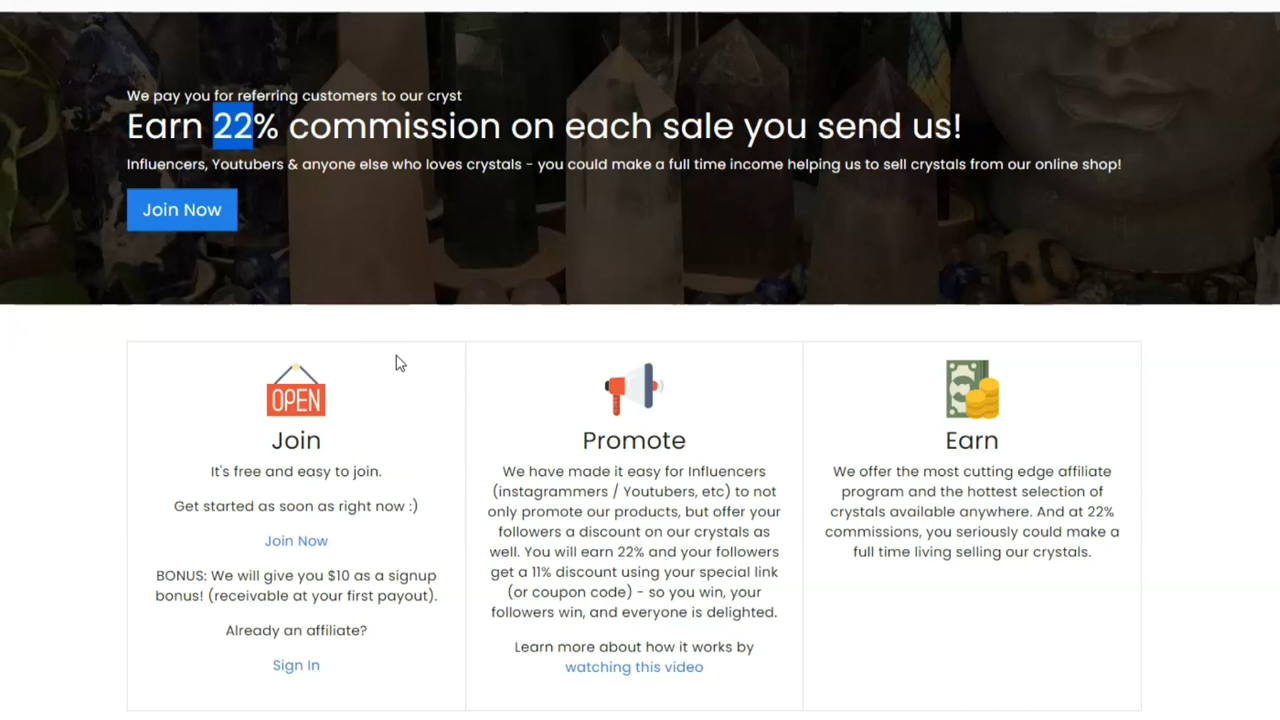 We pay you for referring customers to our cryst
Earn 22% commission on each sale you send us!
Influencers, Youtubers & anyone else who loves crystals - you could make a full time income helping us to sell crystals from our online shop!
Join Now
OPEN
Join
It's free and easy to join.
Get started as soon as right now :)
Join Now
BONUS: We will give you $10 as a signup
bonus! (receivable at your first payout).
Already an affiliate?
Sign In
Promote
We have made it easy for Influencers
(instagrammers / Youtubers, etc) to not
only promote our products, but offer your
followers a discount on our crystals as
well. You will earn 22% and your followers
get a 11% discount using your special link
(or coupon code) - so you win, your
followers win, and everyone is delighted.
Learn more about how it works by
watching this video
Earn
We offer the most cutting edge affiliate
program and the hottest selection of
crystals available anywhere. And at 22%
commissions, you seriously could make a
full time living selling our crystals.